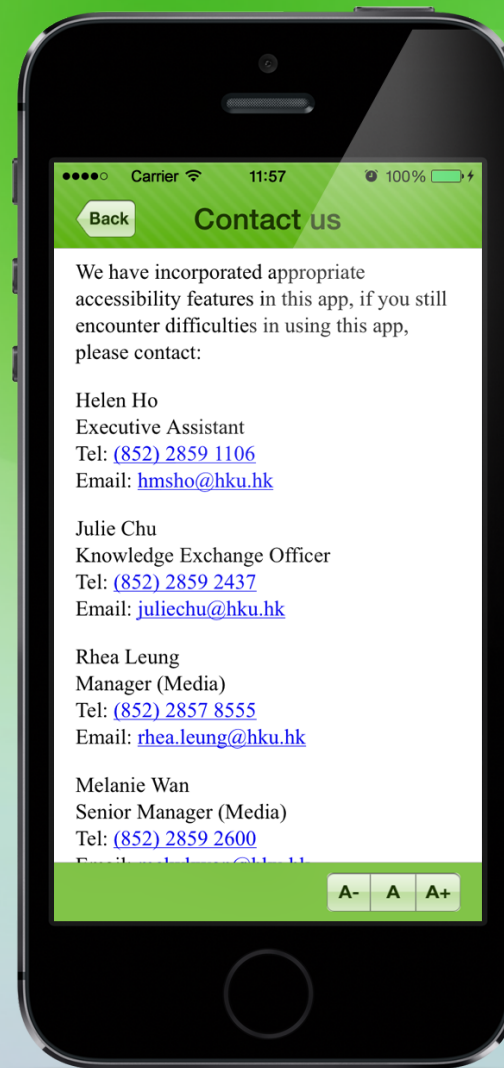 Carrier 11:57 100%
Back Contact us
We have incorporated appropriate
accessibility features in this app, if you still
encounter difficulties in using this app,
please contact:
Helen Ho
Executive Assistant
Tel: (852) 2859 1106
Email: hmsho@hku.hk
Julie Chu
Knowledge Exchange Officer
Tel: (852) 2859 2437
Email: juliechu@hku.hk
Rhea Leung
Manager (Media)
Tel: (852) 2857 8555
Email: rhea.leung@hku.hk
Melanie Wan
Senior Manager (Media)
Tel: (852) 2859 2600
A- A A+